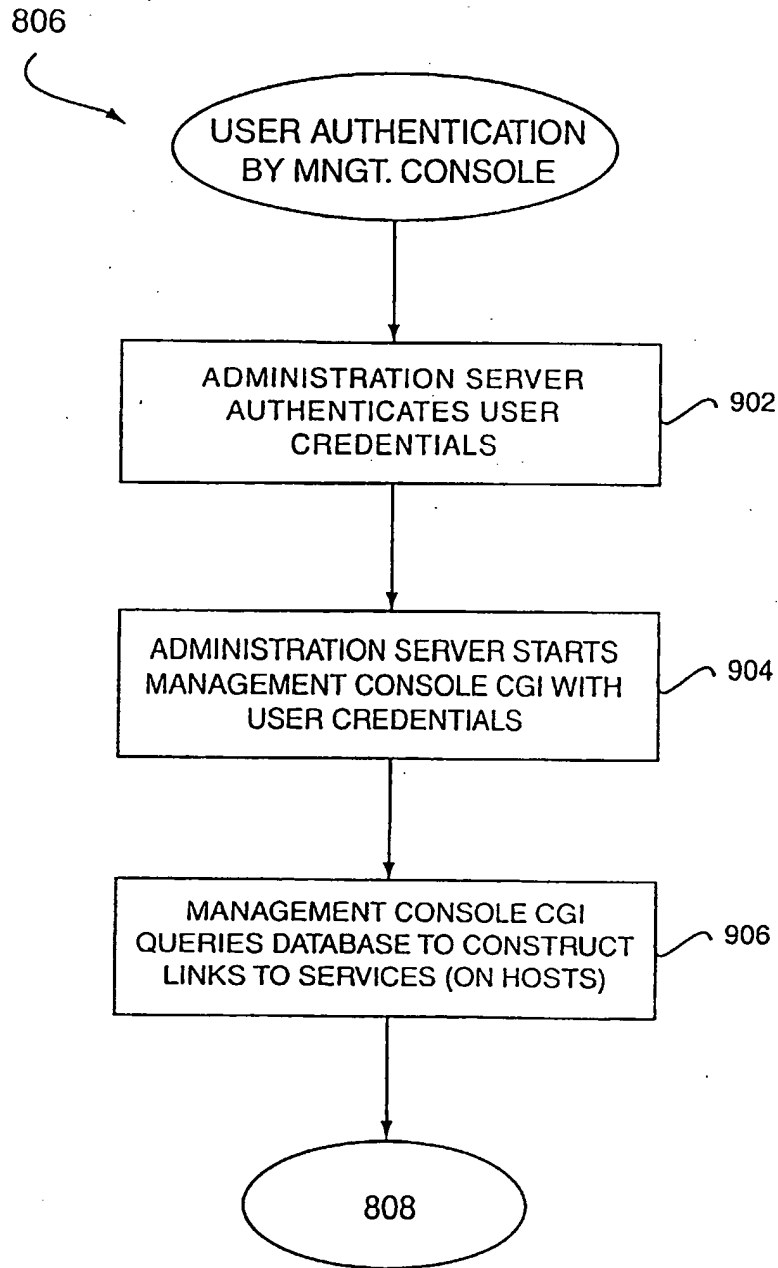 806
USER AUTHENTICATION
BY MNGT. CONSOLE
ADMINISTRATION SERVER
AUTHENTICATES USER
CREDENTIALS
902
ADMINISTRATION SERVER STARTS
MANAGEMENT CONSOLE CGI WITH
USER CREDENTIALS
904
MANAGEMENT CONSOLE CGI
QUERIES DATABASE TO CONSTRUCT
LINKS TO SERVICES (ON HOSTS)
906
808